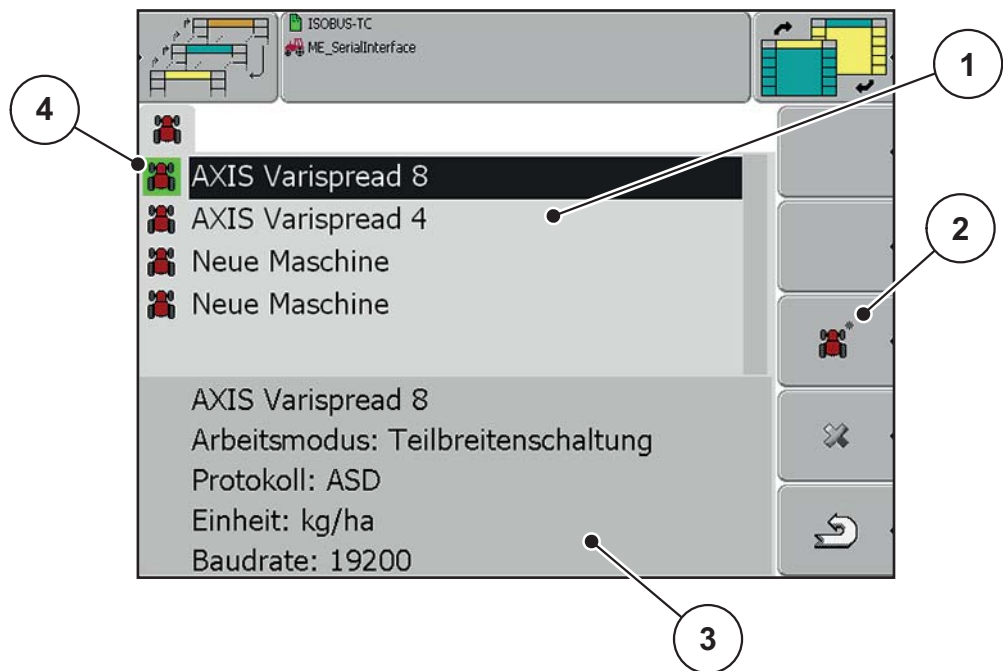 ISOBUS-TC
ME_SerialInterface
1
4
AXIS Varispread 8
AXIS Varispread 4
2
Neue Maschine
Neue Maschine
AXIS Varispread 8
Arbeitsmodus: Teilbreitenschaltung
Protokoll: ASD
Einheit: kg/ha
Baudrate: 19200
3